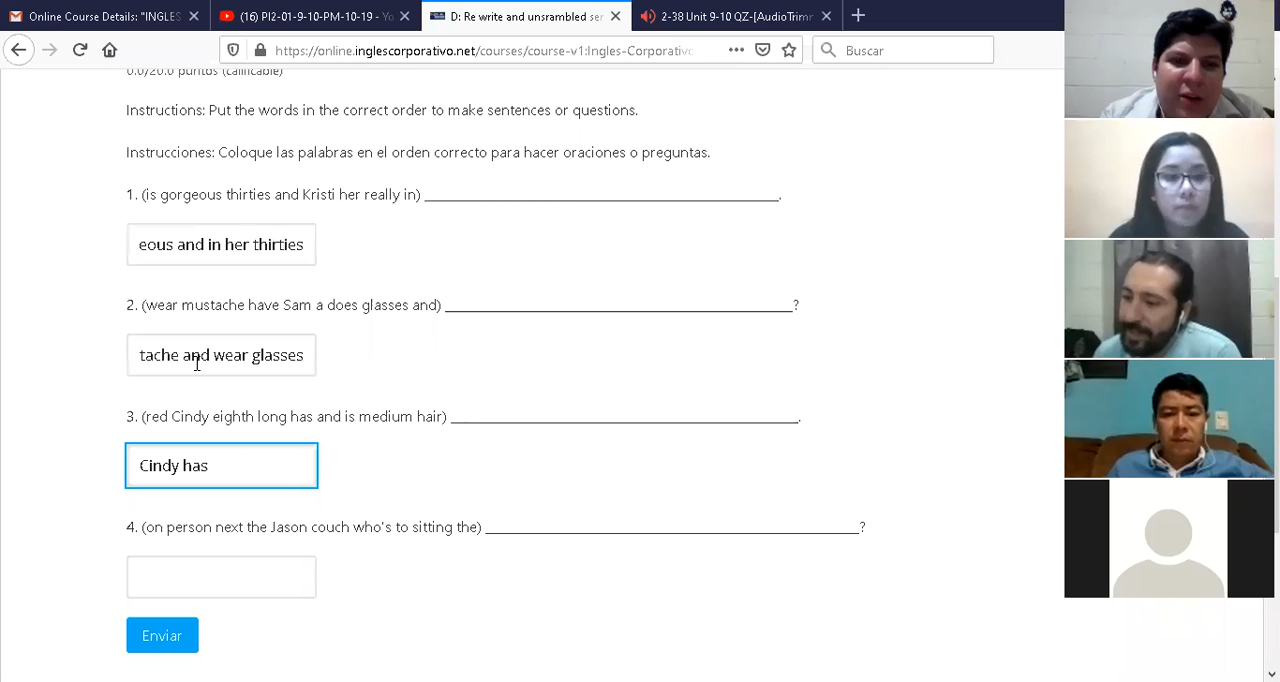 Online Course Details: "INGLES
(16) PI2-01-9-10-PM-10-19 - Yo
D: Re write and unsrambled ser
2-38 Unit 9-10 QZ-[AudioTrimr
https://online.inglescorporativo.net/courses/course-v1:Ingles-Corporativo
Buscar
0.0/20.0 puntos (calificable)
Instructions: Put the words in the correct order to make sentences or questions.
Instrucciones: Coloque las palabras en el orden correcto para hacer oraciones o preguntas.
1. (is gorgeous thirties and Kristi her really in) ________________________________________.
eous and in her thirties
2. (wear mustache have Sam a does glasses and) ________________________________________?
tache and wear glasses
3. (red Cindy eighth long has and is medium hair) ________________________________________.
Cindy has
4. (on person next the Jason couch who's to sitting the) ________________________________________?
Enviar